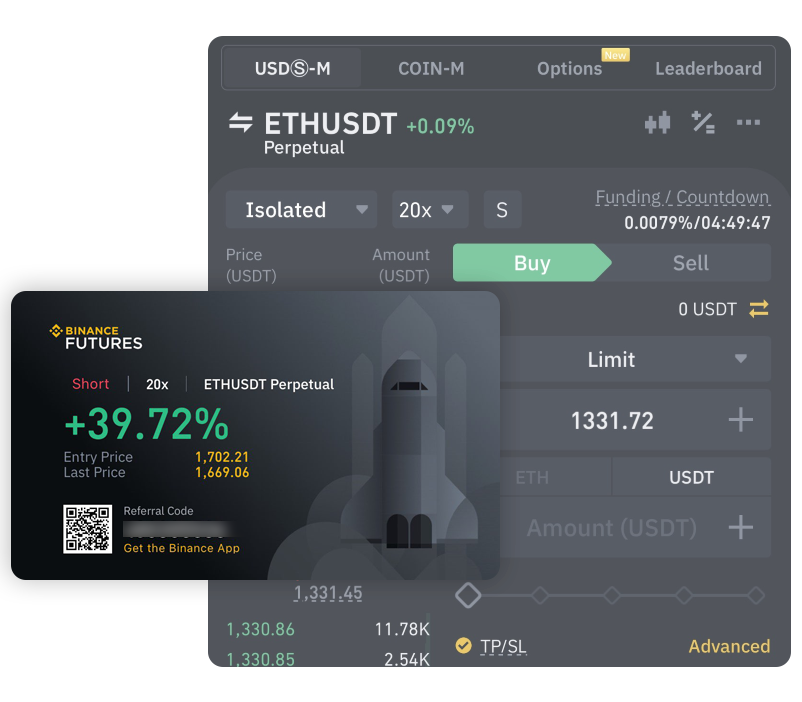 USDⓈ-M COIN-M Options New Leaderboard
ETHUSDT +0.09%
Perpetual
Isolated 20x S
Funding / Countdown
0.0079%/04:49:47
Price (USDT) Amount (USDT)
Buy Sell
0 USDT
Limit
1331.72
ETH USDT
Amount (USDT)
BINANCE
FUTURES
Short 20x ETHUSDT Perpetual
+39.72%
Entry Price 1,702.21
Last Price 1,669.06
Referral Code
Get the Binance App
1,331.45
1,330.86 11.78K
1,330.85 2.54K
TP/SL Advanced